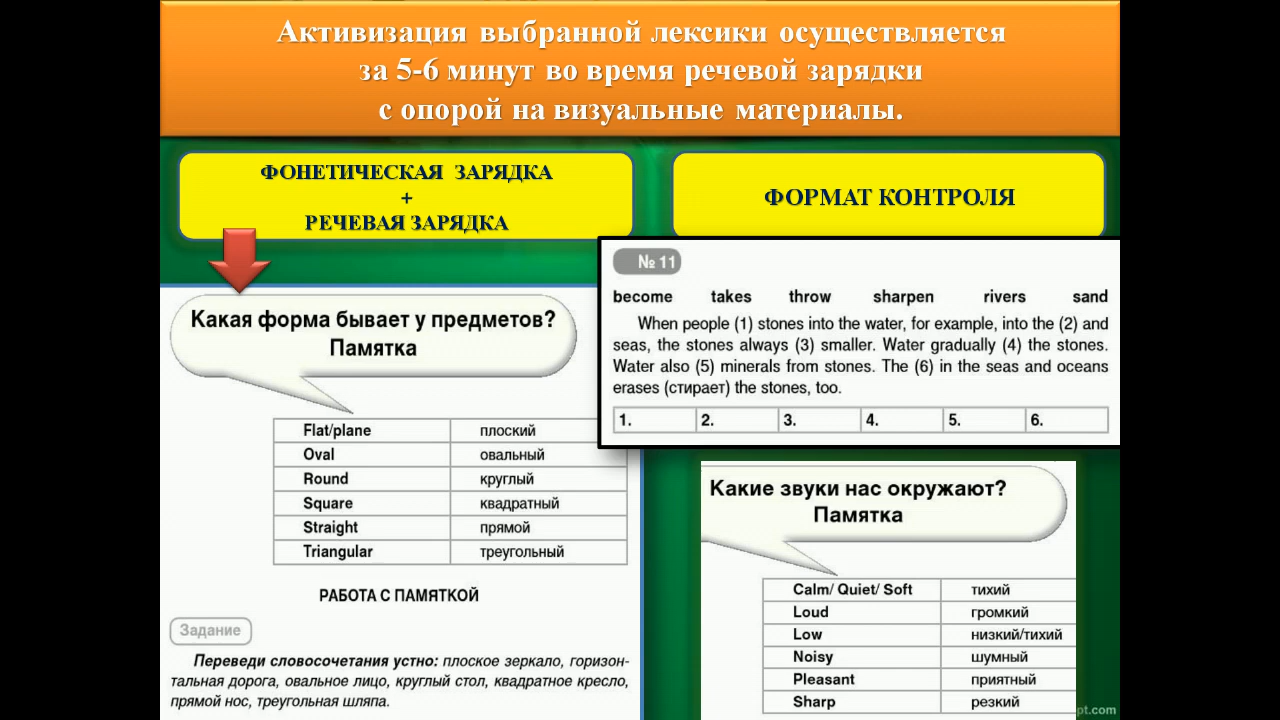 Активизация выбранной лексики осуществляется
за 5-6 минут во время речевой зарядки
с опорой на визуальные материалы.
ФОНЕТИЧЕСКАЯ ЗАРЯДКА
+
РЕЧЕВАЯ ЗАРЯДКА
ФОРМАТ КОНТРОЛЯ
Какая форма бывает у предметов?
Памятка
Flat/plane плоский
Oval овальный
Round круглый
Square квадратный
Straight прямой
Triangular треугольный
РАБОТА С ПАМЯТКОЙ
Задание
Переведи словосочетания устно: плоское зеркало, горизон-
тальная дорога, овальное лицо, круглый стол, квадратное кресло,
прямой нос, треугольная шляпа.
№ 11
become takes throw sharpen rivers sand
When people (1) stones into the water, for example, into the (2) and
seas, the stones always (3) smaller. Water gradually (4) the stones.
Water also (5) minerals from stones. The (6) in the seas and oceans
erases (стирает) the stones, too.
1. 2. 3. 4. 5. 6.
Какие звуки нас окружают?
Памятка
Calm/ Quiet/ Soft тихий
Loud громкий
Low низкий/тихий
Noisy шумный
Pleasant приятный
Sharp резкий
pt.com